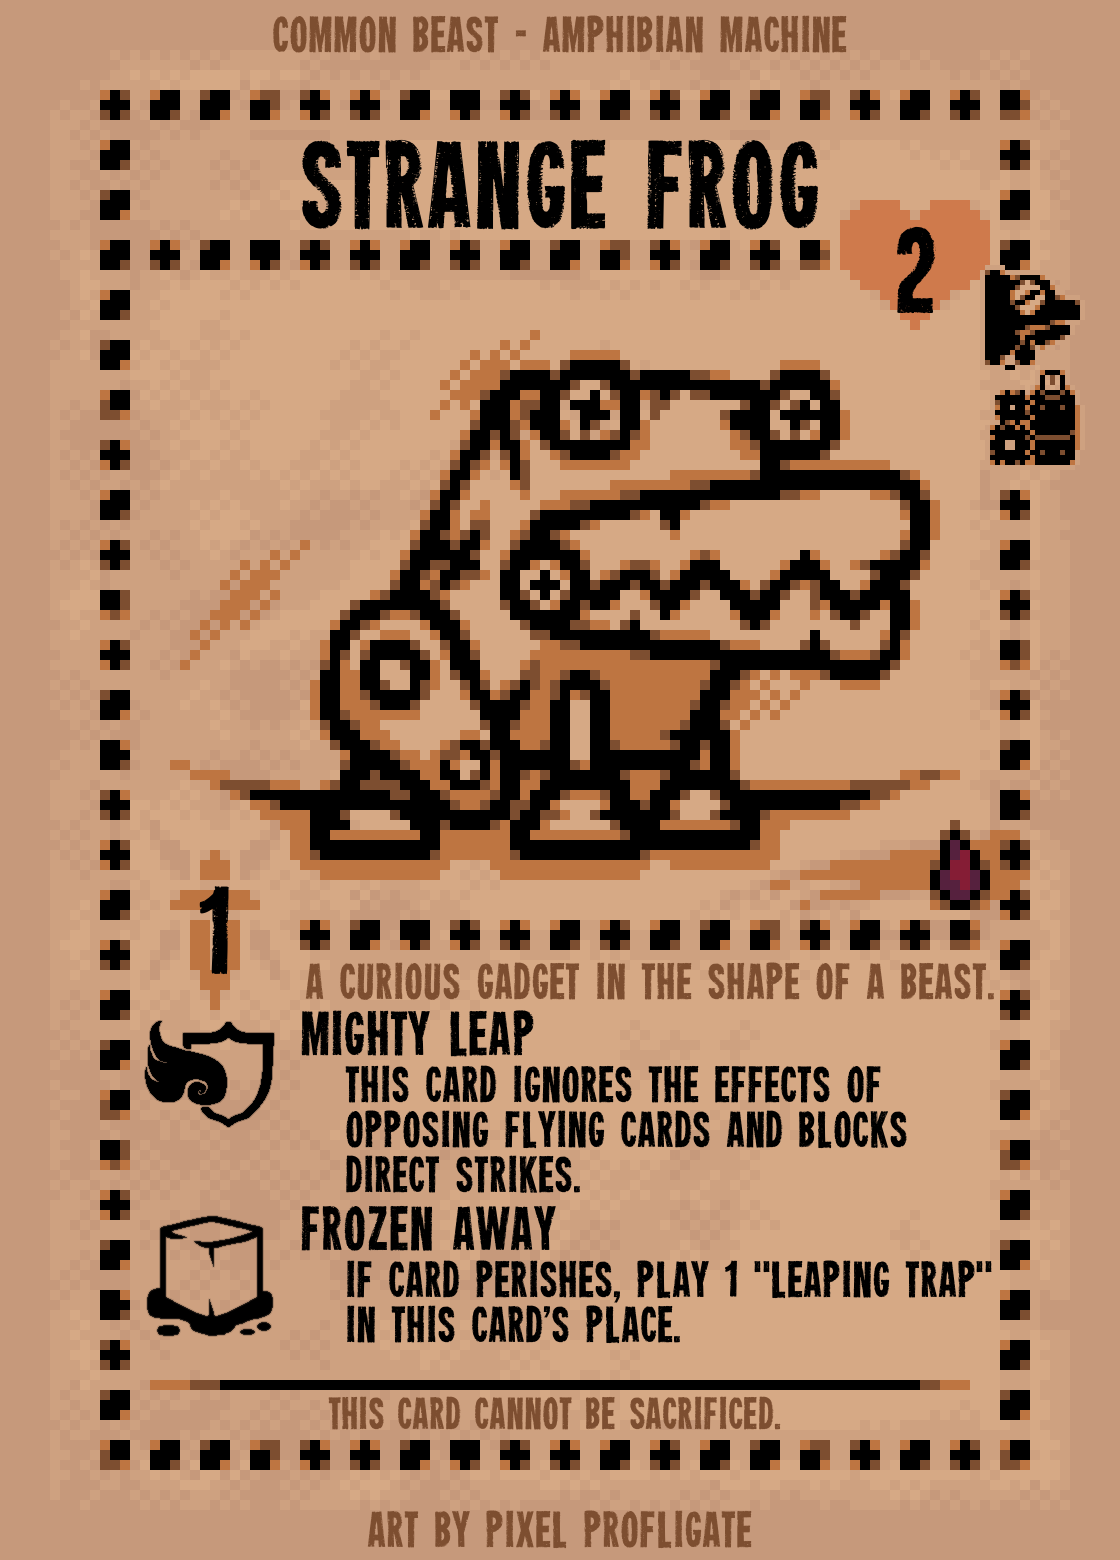 COMMON BEAST - AMPHIBIAN MACHINE
STRANGE FROG
2
1
A CURIOUS GADGET IN THE SHAPE OF A BEAST.
MIGHTY LEAP
THIS CARD IGNORES THE EFFECTS OF
OPPOSING FLYING CARDS AND BLOCKS
DIRECT STRIKES.
FROZEN AWAY
IF CARD PERISHES, PLAY 1 "LEAPING TRAP"
IN THIS CARD'S PLACE.
THIS CARD CANNOT BE SACRIFICED.
ART BY PIXEL PROFLIGATE